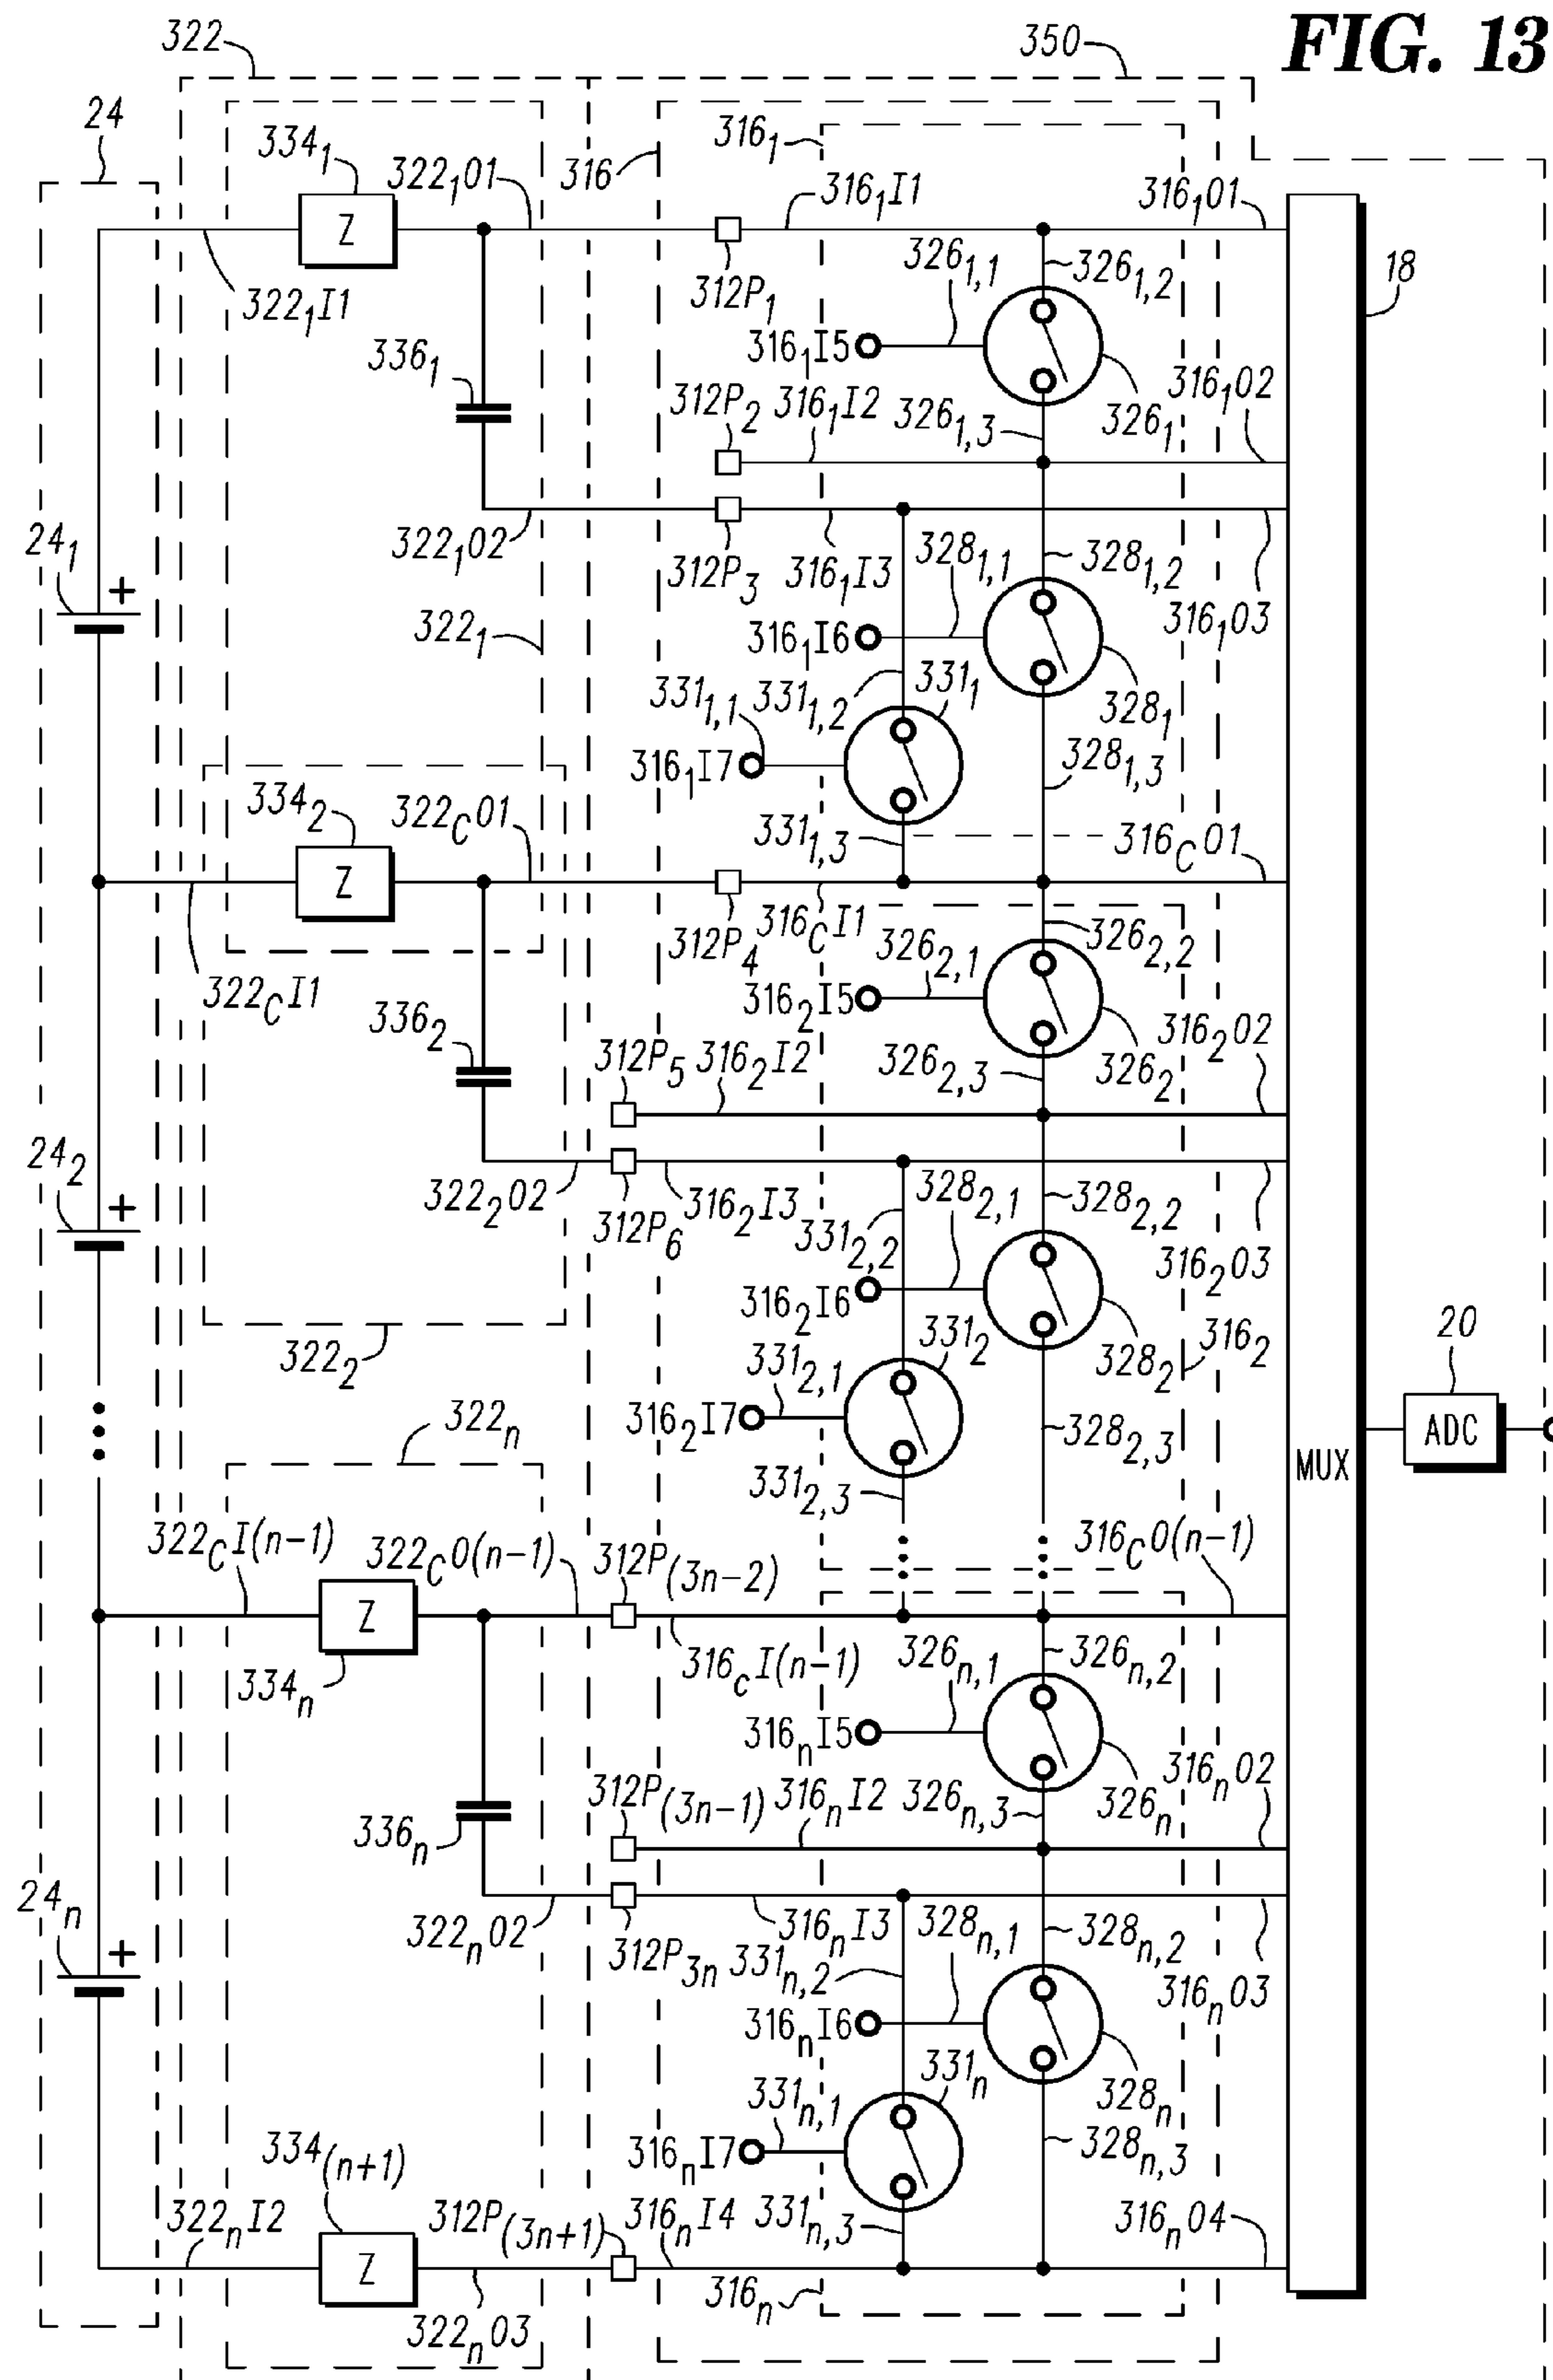 FIG. 13
322
350
24
334₁
322₁01
316
316₁
316₁I1
316₁01
Z
18
322₁I1
312P₁
326₁,₁
326₁,₂
316₁I5
336₁
312P₂
316₁I2
326₁,₃
326₁
316₁02
24₁
+
322₁02
312P₃
316₁I3
328₁,₁
328₁,₂
316₁03
322₁
316₁I6
331₁,₁
331₁,₂
331₁
328₁
316₁I7
328₁,₃
334₂
322C01
331₁,₃
316C01
Z
322CI1
312P₄
316CI1
326₂,₁
326₂,₂
316₂I5
336₂
312P₅
316₂I2
326₂,₃
326₂
316₂02
24₂
+
322₂02
312P₆
316₂I3
331₂,₂
328₂,₁
328₂,₂
316₂03
316₂I6
322₂
331₂,₁
331₂
328₂
316₂
20
322n
316₂I7
328₂,₃
ADC
MUX
331₂,₃
322CI(n−1)
322C0(n−1)
312P(3n−2)
316C0(n−1)
Z
334n
316cI(n−1)
326n,₁
326n,₂
316nI5
336n
312P(3n−1)
316nI2
326n,₃
326n
316n02
24n
+
322n02
312P3n
316nI3
331n,₂
328n,₁
328n,₂
316n03
316nI6
331n,₁
331n
328n
316nI7
328n,₃
334(n+1)
322nI2
312P(3n+1)
316nI4
331n,₃
316n04
Z
322n03
316n